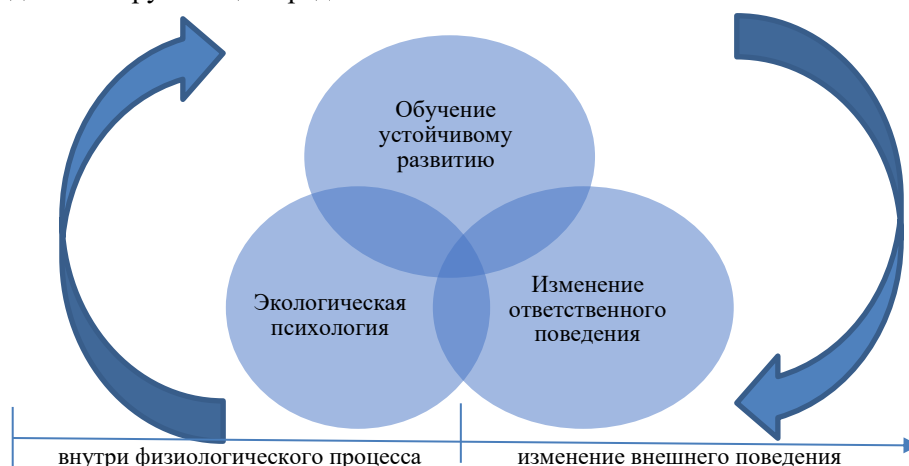 Обучение
устойчивому
развитию
Экологическая
психология
Изменение
ответственного
поведения
внутри физиологического процесса
изменение внешнего поведения